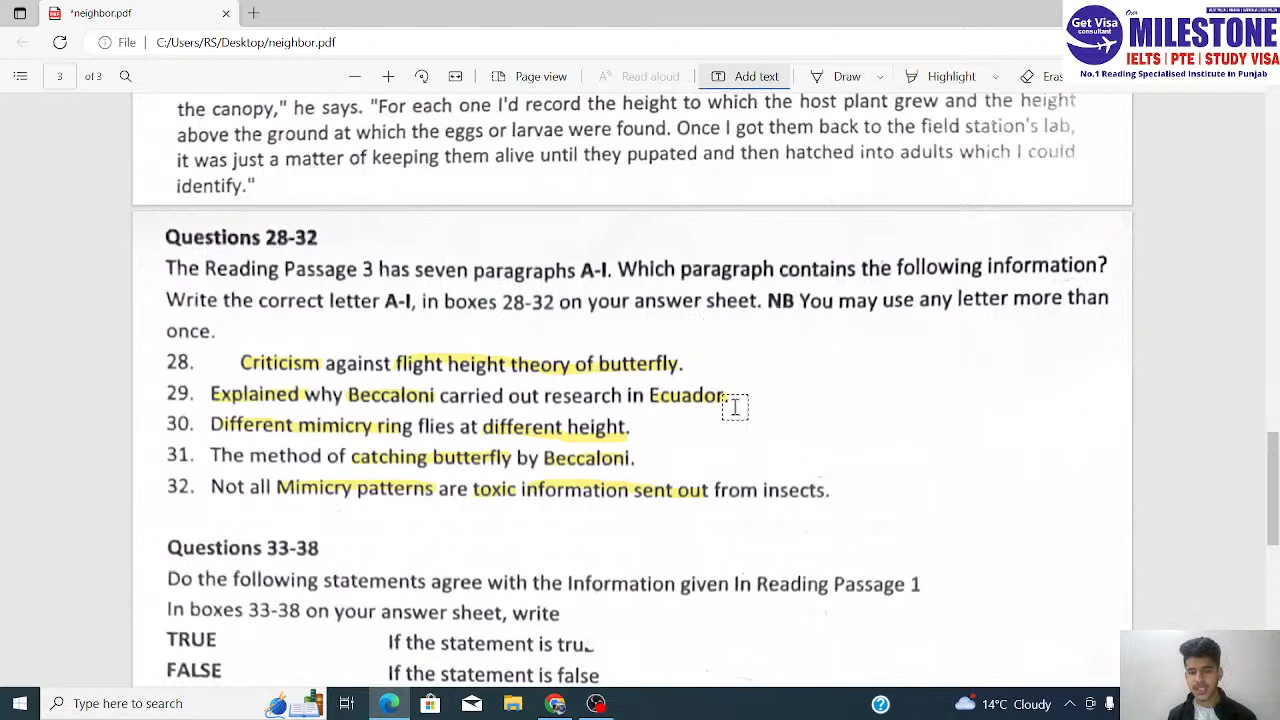 *neighbor.pdf
File C:/Users/RS/Desktop/neighbor.pdf
3 of 3 Page view Read aloud Add text Draw Highlight Eras
Get Visa
consultant
Our
MILESTONE
IELTS | PTE | STUDY VISA
No.1 Reading Specialised Institute in Punjab
the canopy," he says. "For each one I'd record the height to which the host plant grew and the height
above the ground at which the eggs or larvae were found. Once I got them back to the field station's lab,
it was just a matter of keeping them alive until they pupated and then hatched into adults which I could
identify."
Questions 28-32
The Reading Passage 3 has seven paragraphs A-I. Which paragraph contains the following information?
Write the correct letter A-I, in boxes 28-32 on your answer sheet. NB You may use any letter more than
once.
28. Criticism against flight height theory of butterfly.
29. Explained why Beccaloni carried out research in Ecuador.
30. Different mimicry ring flies at different height.
31. The method of catching butterfly by Beccaloni.
32. Not all Mimicry patterns are toxic information sent out from insects.
Questions 33-38
Do the following statements agree with the Information given In Reading Passage 1
In boxes 33-38 on your answer sheet, write
TRUE If the statement is tru
FALSE If the statement is false
Type here to search
19°C Cloudy